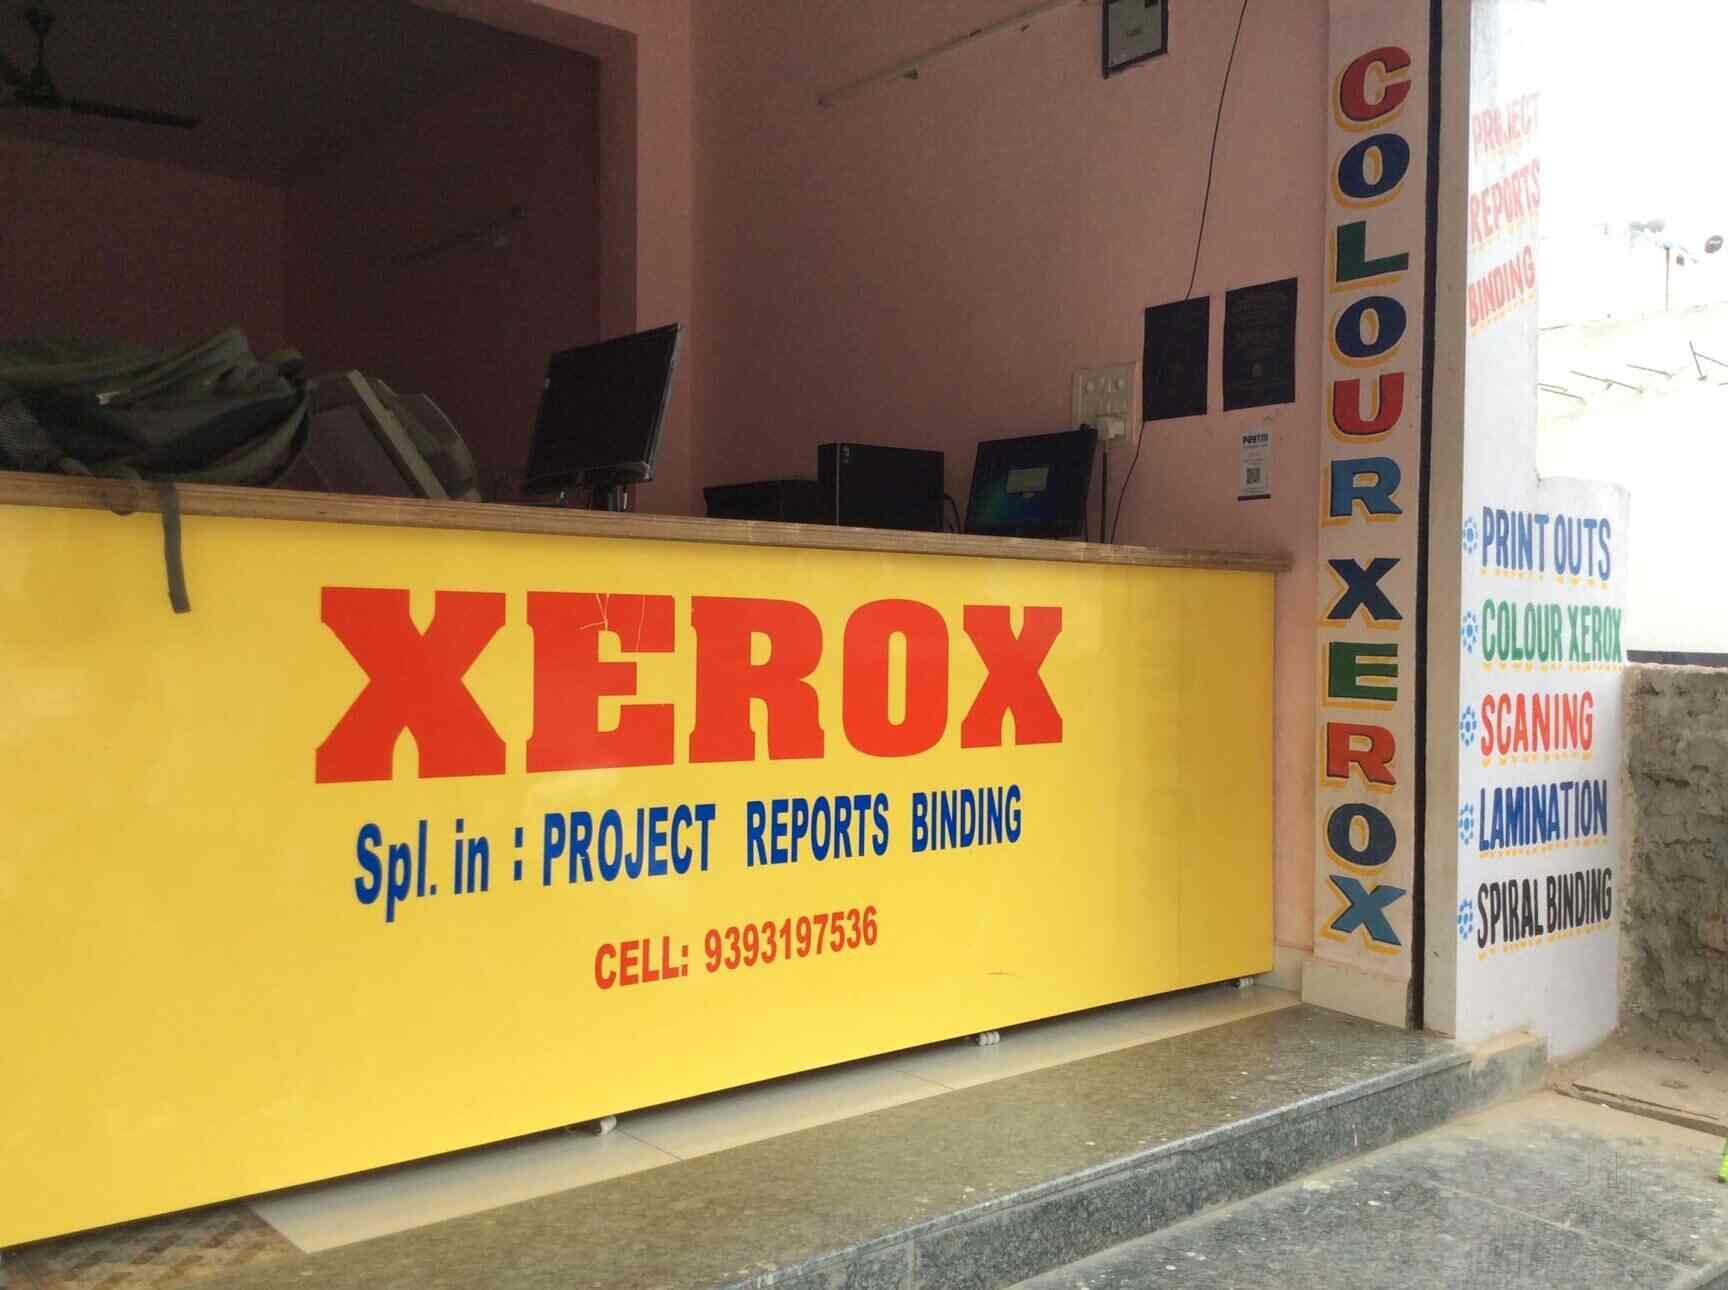 XEROX
Spl. in : PROJECT REPORTS BINDING
CELL: 9393197536
COLOUR XEROX
PROJECT
REPORTS
BINDING
PRINT OUTS
COLOUR XEROX
SCANING
LAMINATION
SPIRAL BINDING
Paytm